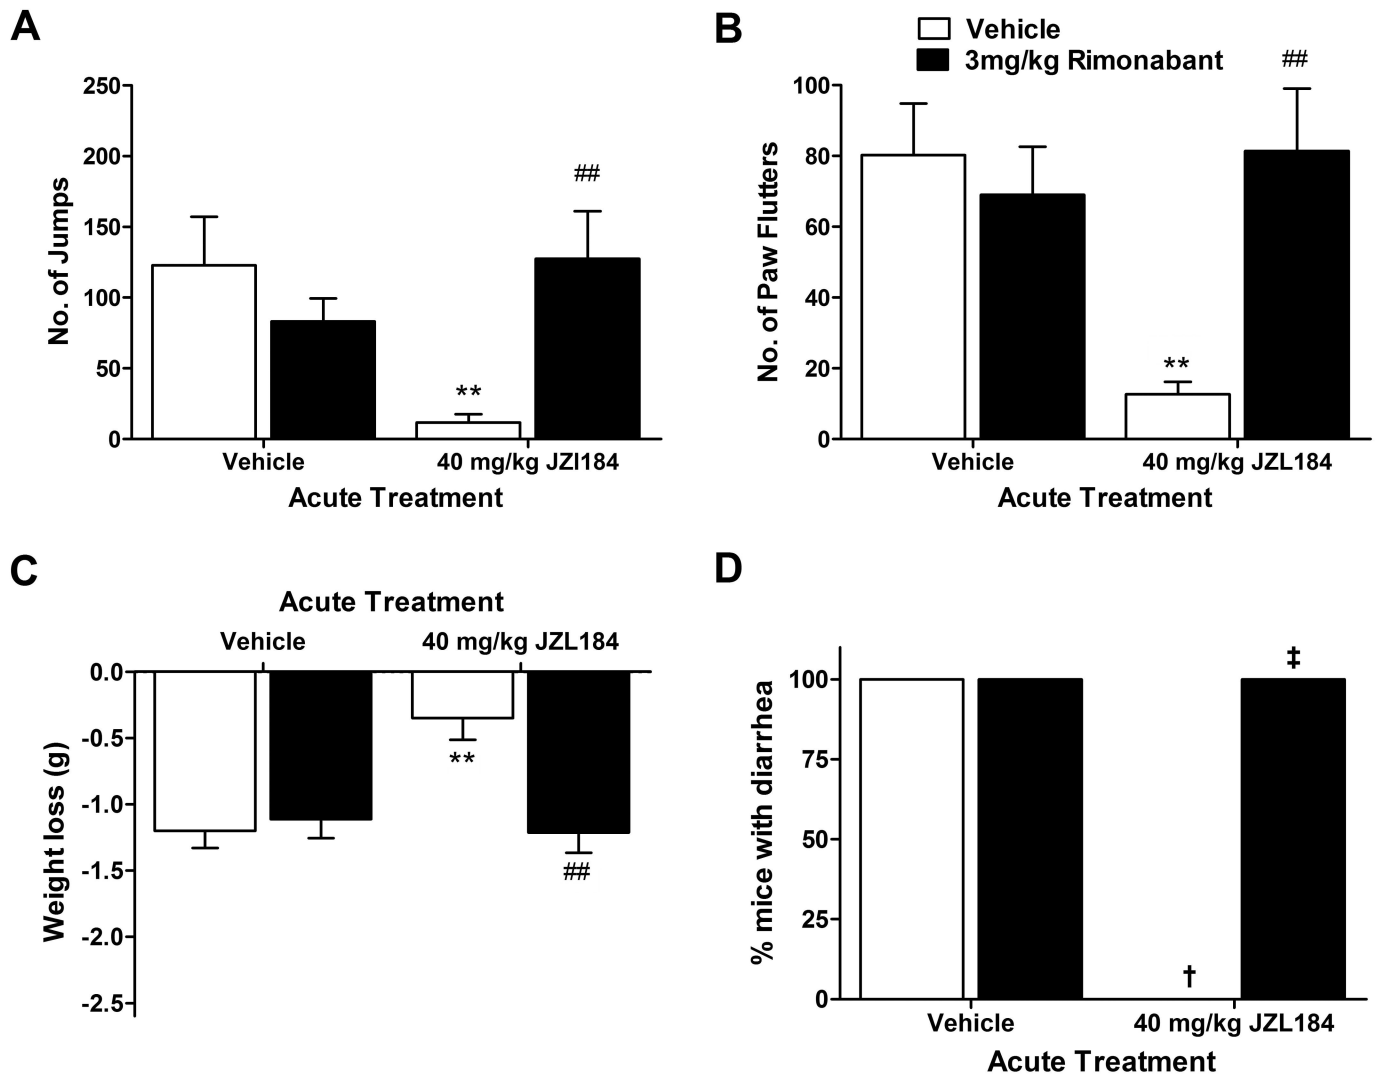 A
250
200
150
100
50
0
No. of Jumps
##
**
Vehicle
40 mg/kg JZI184
Acute Treatment
B
Vehicle
3mg/kg Rimonabant
100
80
60
40
20
0
No. of Paw Flutters
##
**
Vehicle
40 mg/kg JZL184
Acute Treatment
C
Acute Treatment
Vehicle
40 mg/kg JZL184
0.0
-0.5
-1.0
-1.5
-2.0
-2.5
Weight loss (g)
**
##
D
100
75
50
25
0
% mice with diarrhea
‡
†
Vehicle
40 mg/kg JZL184
Acute Treatment